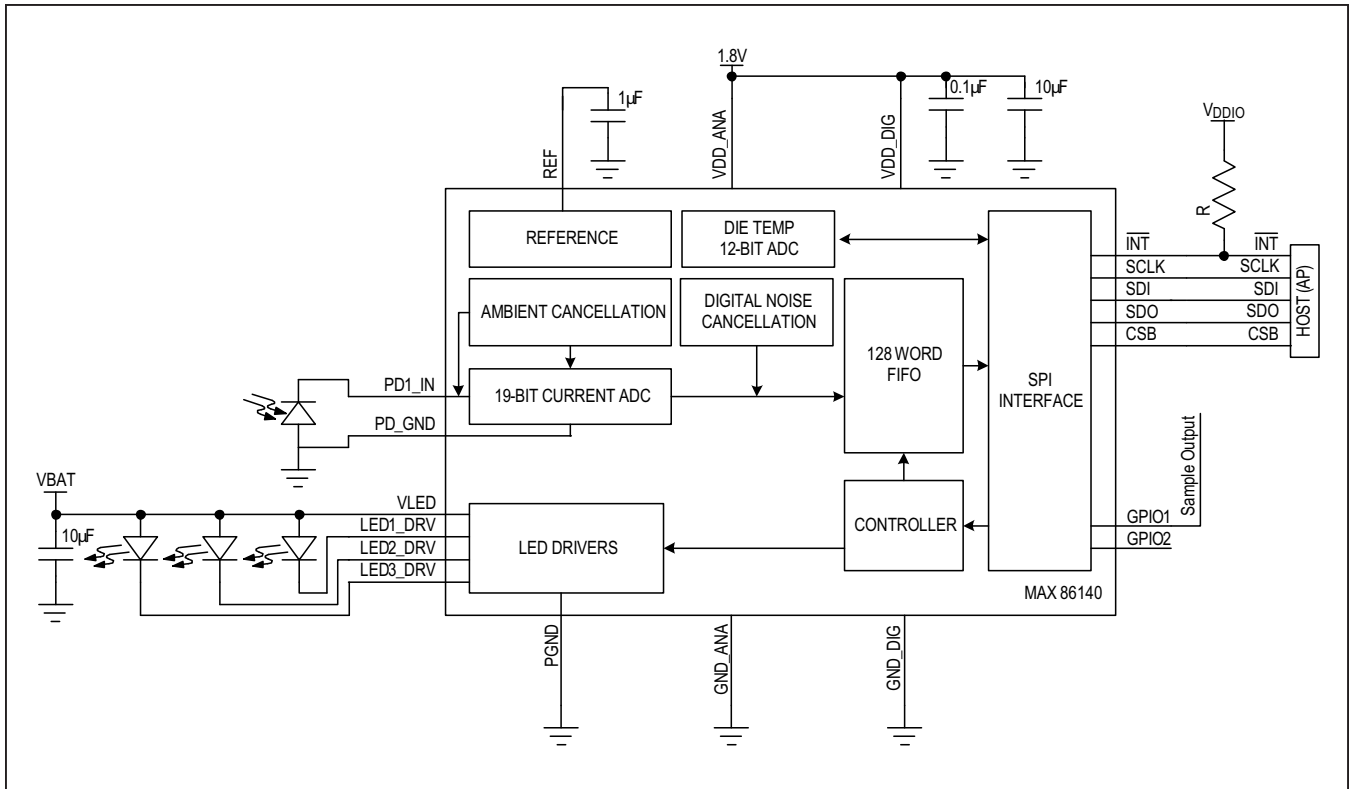 1.8V
1µF
0.1µF
10µF
VDDIO
REF
VDD_ANA
VDD_DIG
R
REFERENCE
DIE TEMP
12-BIT ADC
INT
INT
SCLK
SCLK
SDI
SDI
SDO
SDO
CSB
CSB
HOST (AP)
AMBIENT CANCELLATION
DIGITAL NOISE
CANCELLATION
128 WORD
FIFO
SPI
INTERFACE
PD1_IN
19-BIT CURRENT ADC
PD_GND
VBAT
10µF
VLED
LED1_DRV
LED2_DRV
LED3_DRV
LED DRIVERS
CONTROLLER
Sample Output
GPIO1
GPIO2
MAX 86140
PGND
GND_ANA
GND_DIG